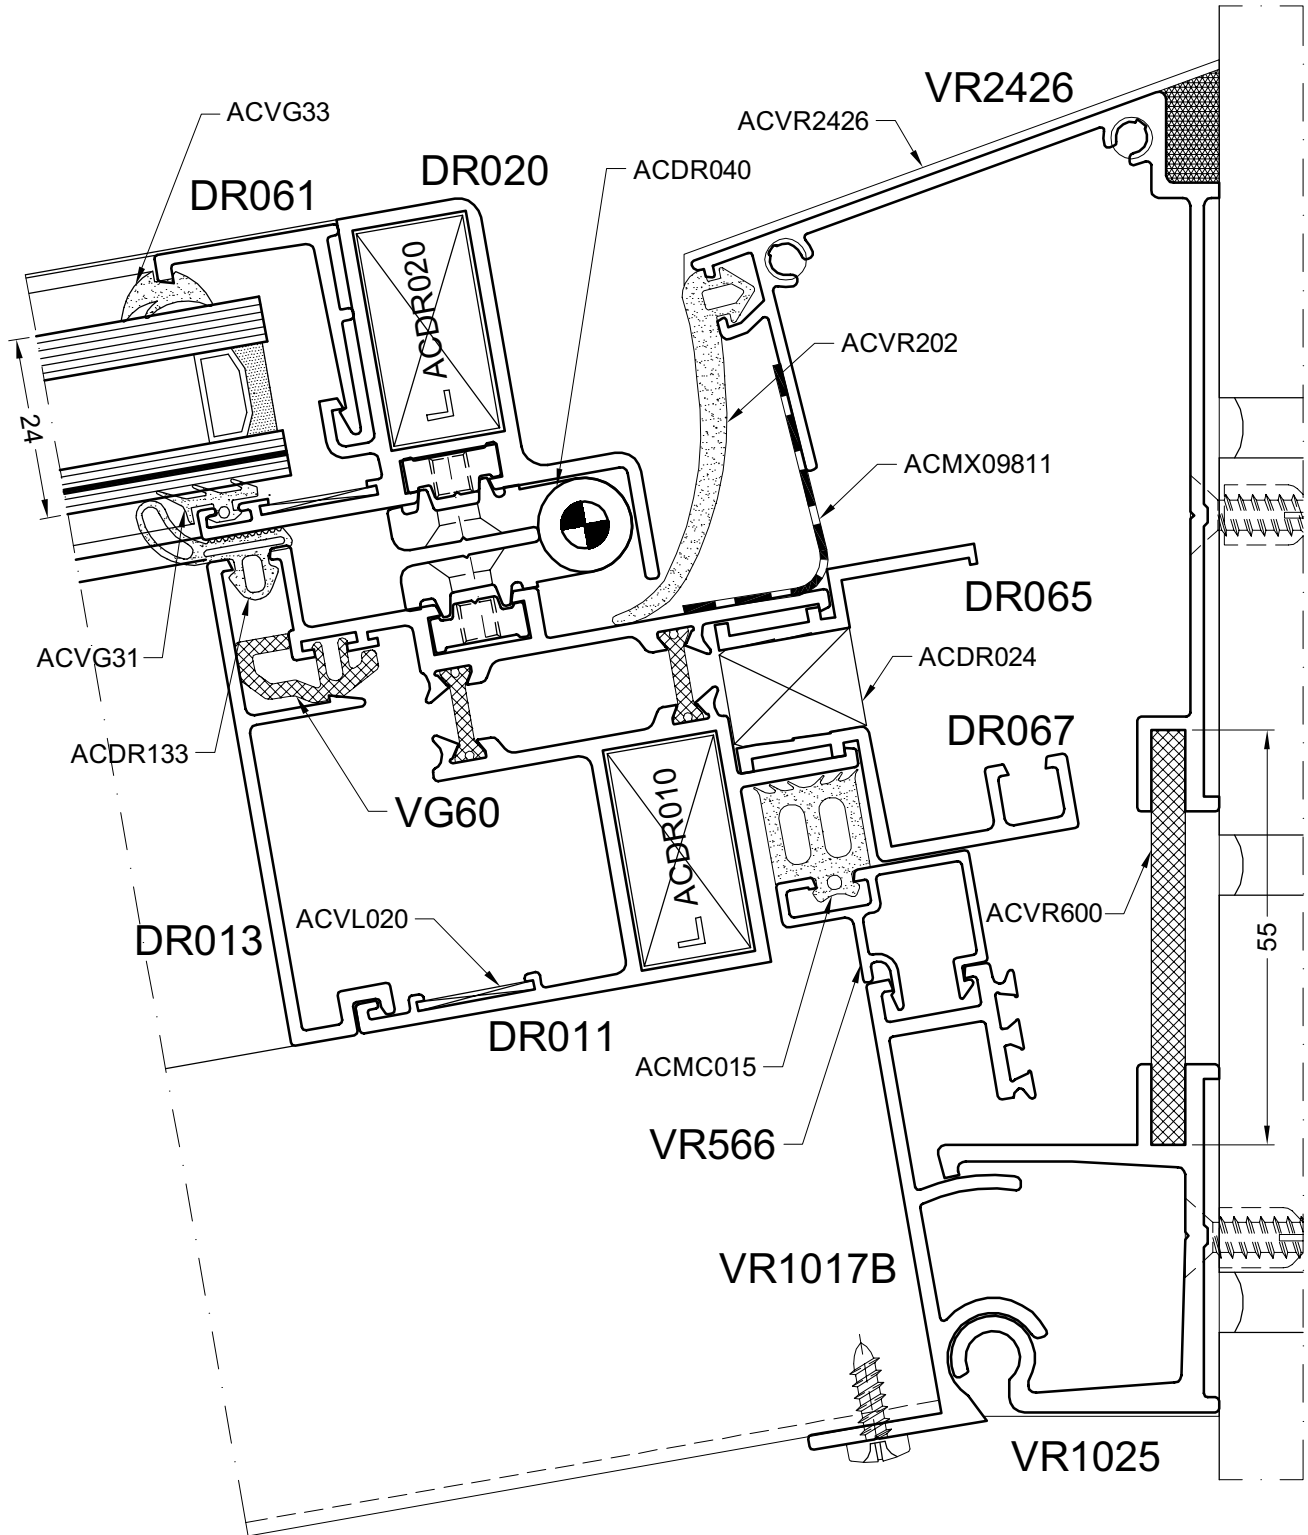 VR2426
ACVG33
ACVR2426
DR020
ACDR040
DR061
ACDR020
ACVR202
24
ACMX09811
DR065
ACVG31
ACDR024
DR067
ACDR133
VG60
ACDR010
ACVL020
ACVR600
DR013
55
DR011
ACMC015
VR566
VR1017B
VR1025